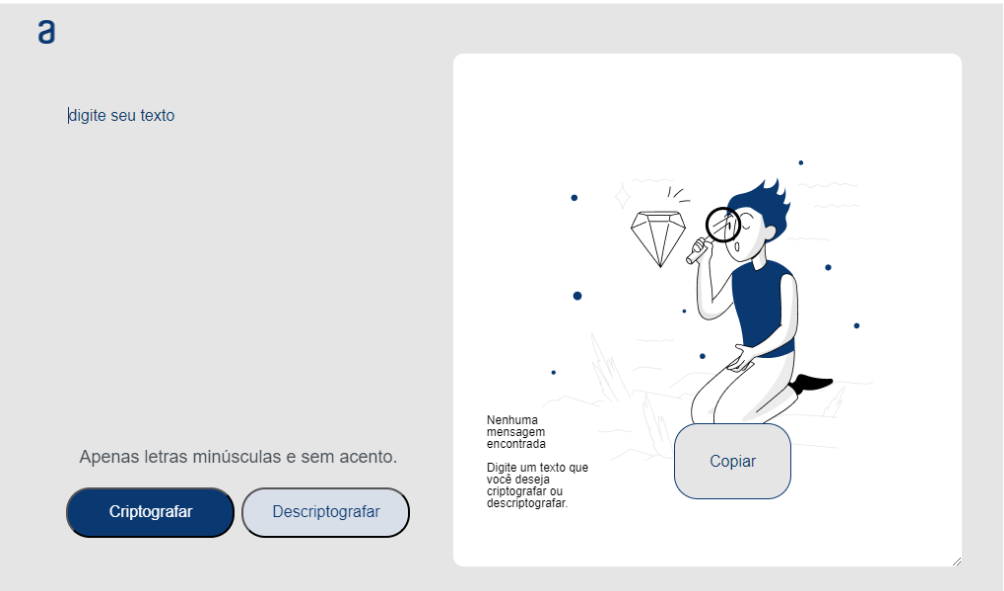 a
digite seu texto
Apenas letras minúsculas e sem acento.
Criptografar
Descriptografar
Nenhuma
mensagem
encontrada
Digite um texto que
você deseja
criptografar ou
descriptografar.
Copiar